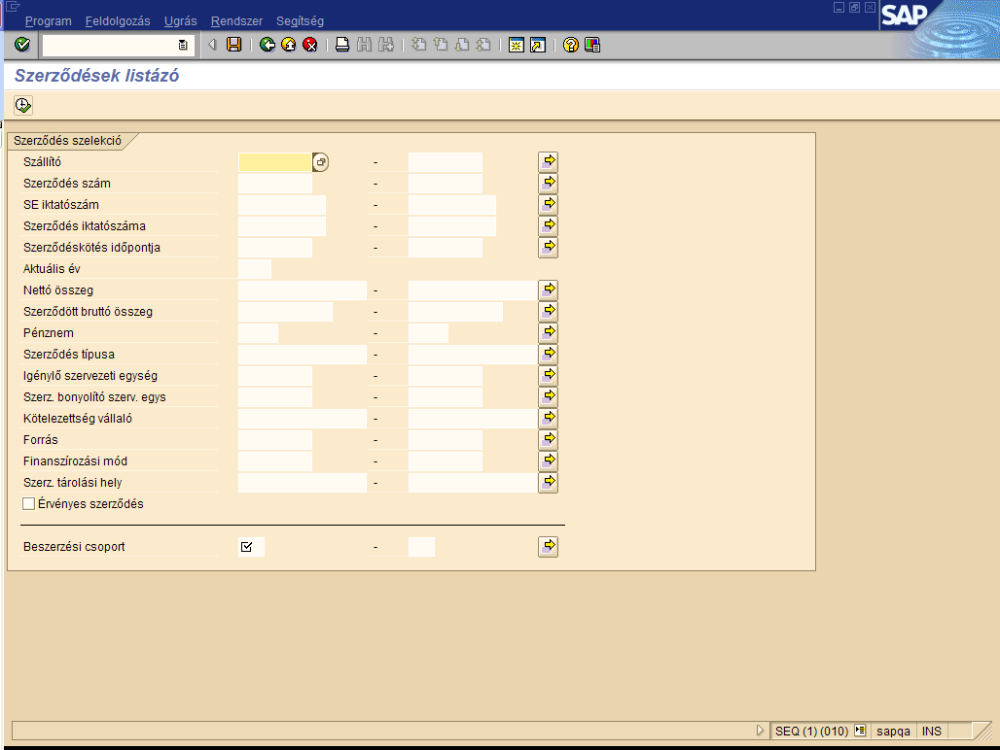 Program Feldolgozás Ugrás Rendszer Segítség
SAP
Szerződések listázó
Szerződés szelekció
Szállító -
Szerződés szám -
SE iktatószám -
Szerződés iktatószáma -
Szerződéskötés időpontja -
Aktuális év
Nettó összeg -
Szerződött bruttó összeg -
Pénznem -
Szerződés típusa -
Igénylő szervezeti egység -
Szerz. bonyolító szerv. egys -
Kötelezettség vállaló -
Forrás -
Finanszírozási mód -
Szerz. tárolási hely -
Érvényes szerződés
Beszerzési csoport -
SEQ (1) (010) sapqa INS